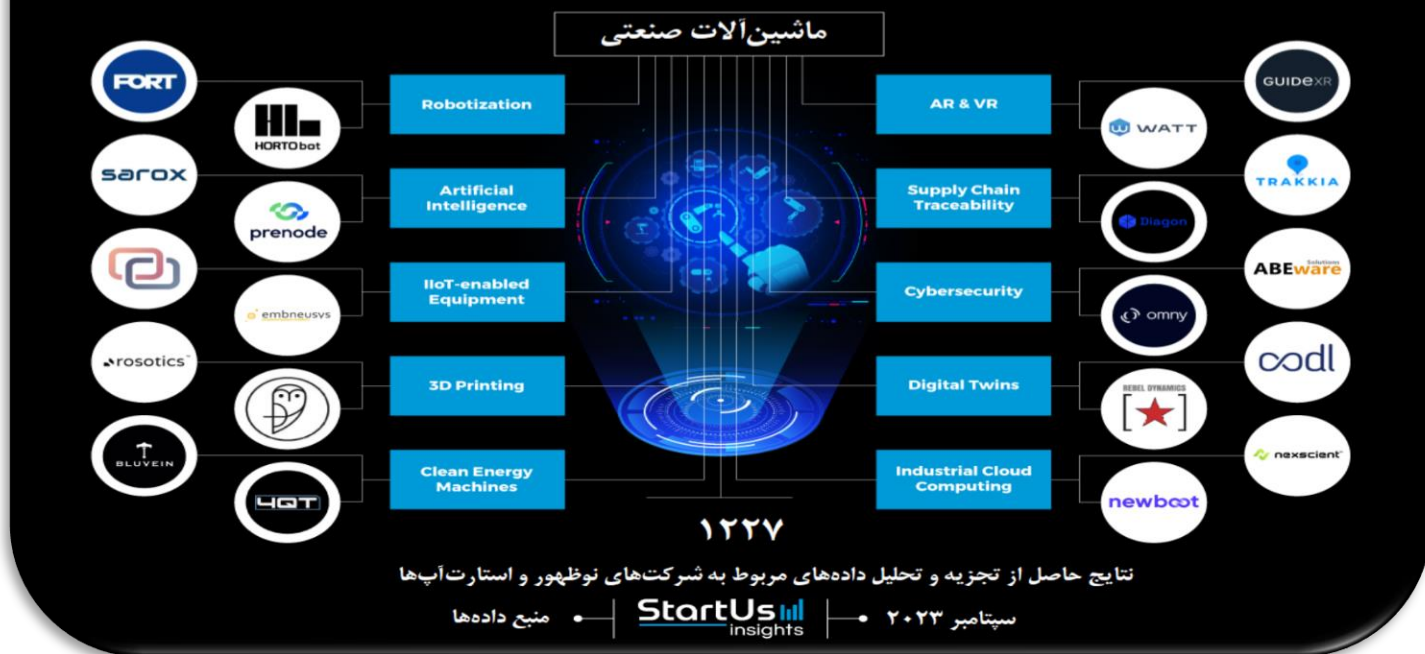 ماشین‌آلات صنعتی
FORT
HORTObot
Robotization
AR & VR
WATT
GUIDEXR
sarox
prenode
Artificial
Intelligence
Supply Chain
Traceability
Diagon
TRAKKIA
embneusys
IIoT-enabled
Equipment
Cybersecurity
omny
ABEware
Solutions
rosotics
3D Printing
Digital Twins
REBEL DYNAMICS
codl
BLUVEIN
4QT
Clean Energy
Machines
Industrial Cloud
Computing
newboot
nexscient
۱۲۲۷
نتایج حاصل از تجزیه و تحلیل داده‌های مربوط به شرکت‌های نوظهور و استارت‌آپ‌ها
منبع داده‌ها
StartUs
insights
سپتامبر ۲۰۲۳